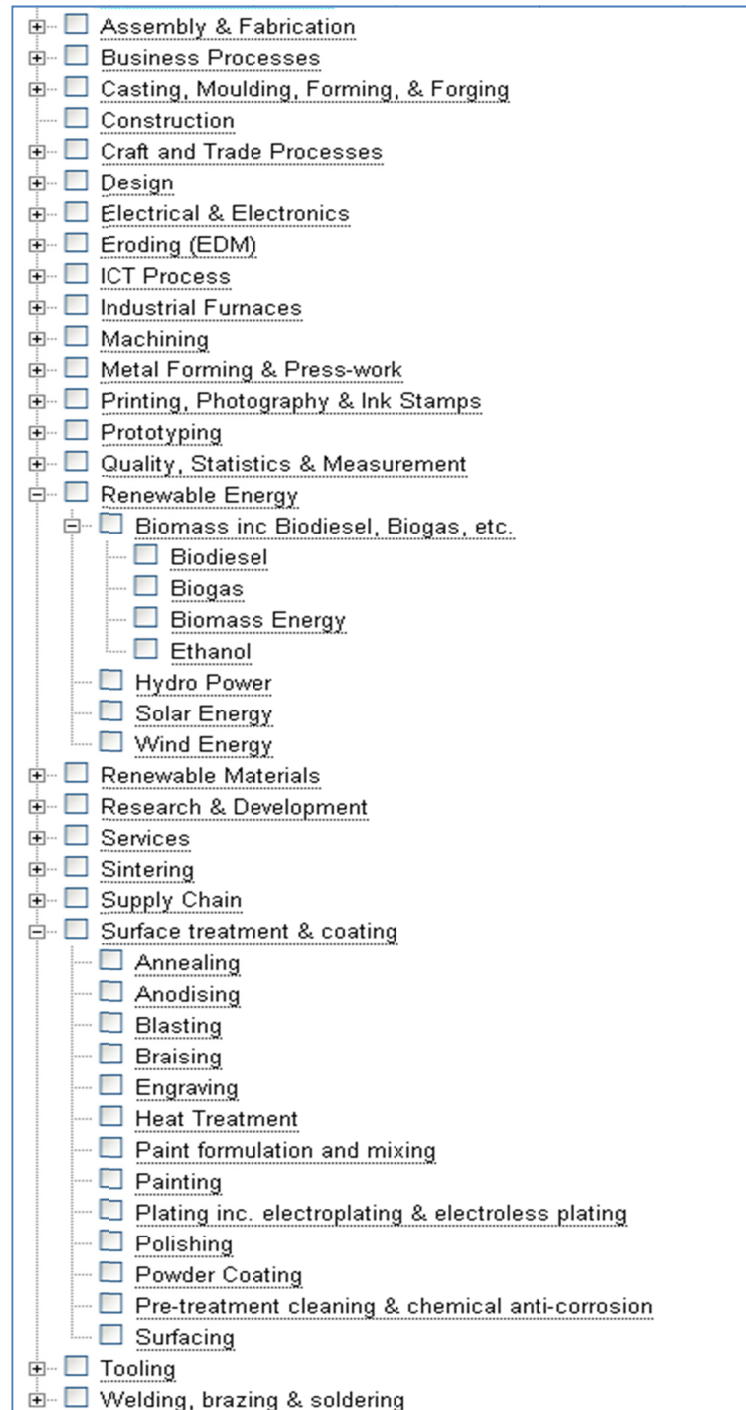 Assembly & Fabrication
Business Processes
Casting, Moulding, Forming, & Forging
Construction
Craft and Trade Processes
Design
Electrical & Electronics
Eroding (EDM)
ICT Process
Industrial Furnaces
Machining
Metal Forming & Press-work
Printing, Photography & Ink Stamps
Prototyping
Quality, Statistics & Measurement
Renewable Energy
Biomass inc Biodiesel, Biogas, etc.
Biodiesel
Biogas
Biomass Energy
Ethanol
Hydro Power
Solar Energy
Wind Energy
Renewable Materials
Research & Development
Services
Sintering
Supply Chain
Surface treatment & coating
Annealing
Anodising
Blasting
Braising
Engraving
Heat Treatment
Paint formulation and mixing
Painting
Plating inc. electroplating & electroless plating
Polishing
Powder Coating
Pre-treatment cleaning & chemical anti-corrosion
Surfacing
Tooling
Welding, brazing & soldering